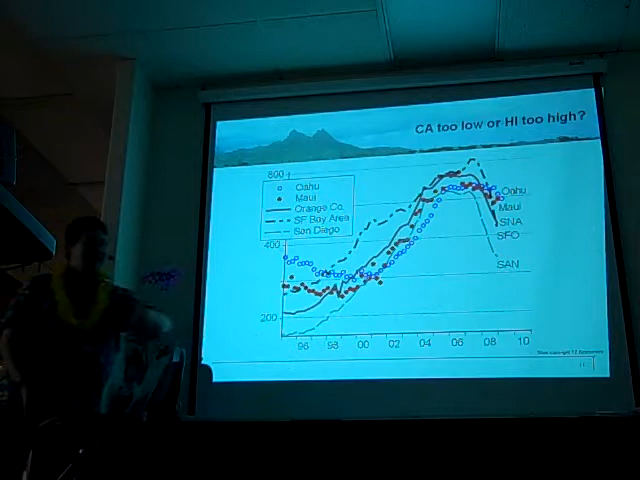 CA too low or HI too high?
800
Oahu
Maui
Orange Co.
SF Bay Area
San Diego
400
200
Oahu
Maui
SNA
SFO
SAN
96 98 00 02 04 06 08 10
11